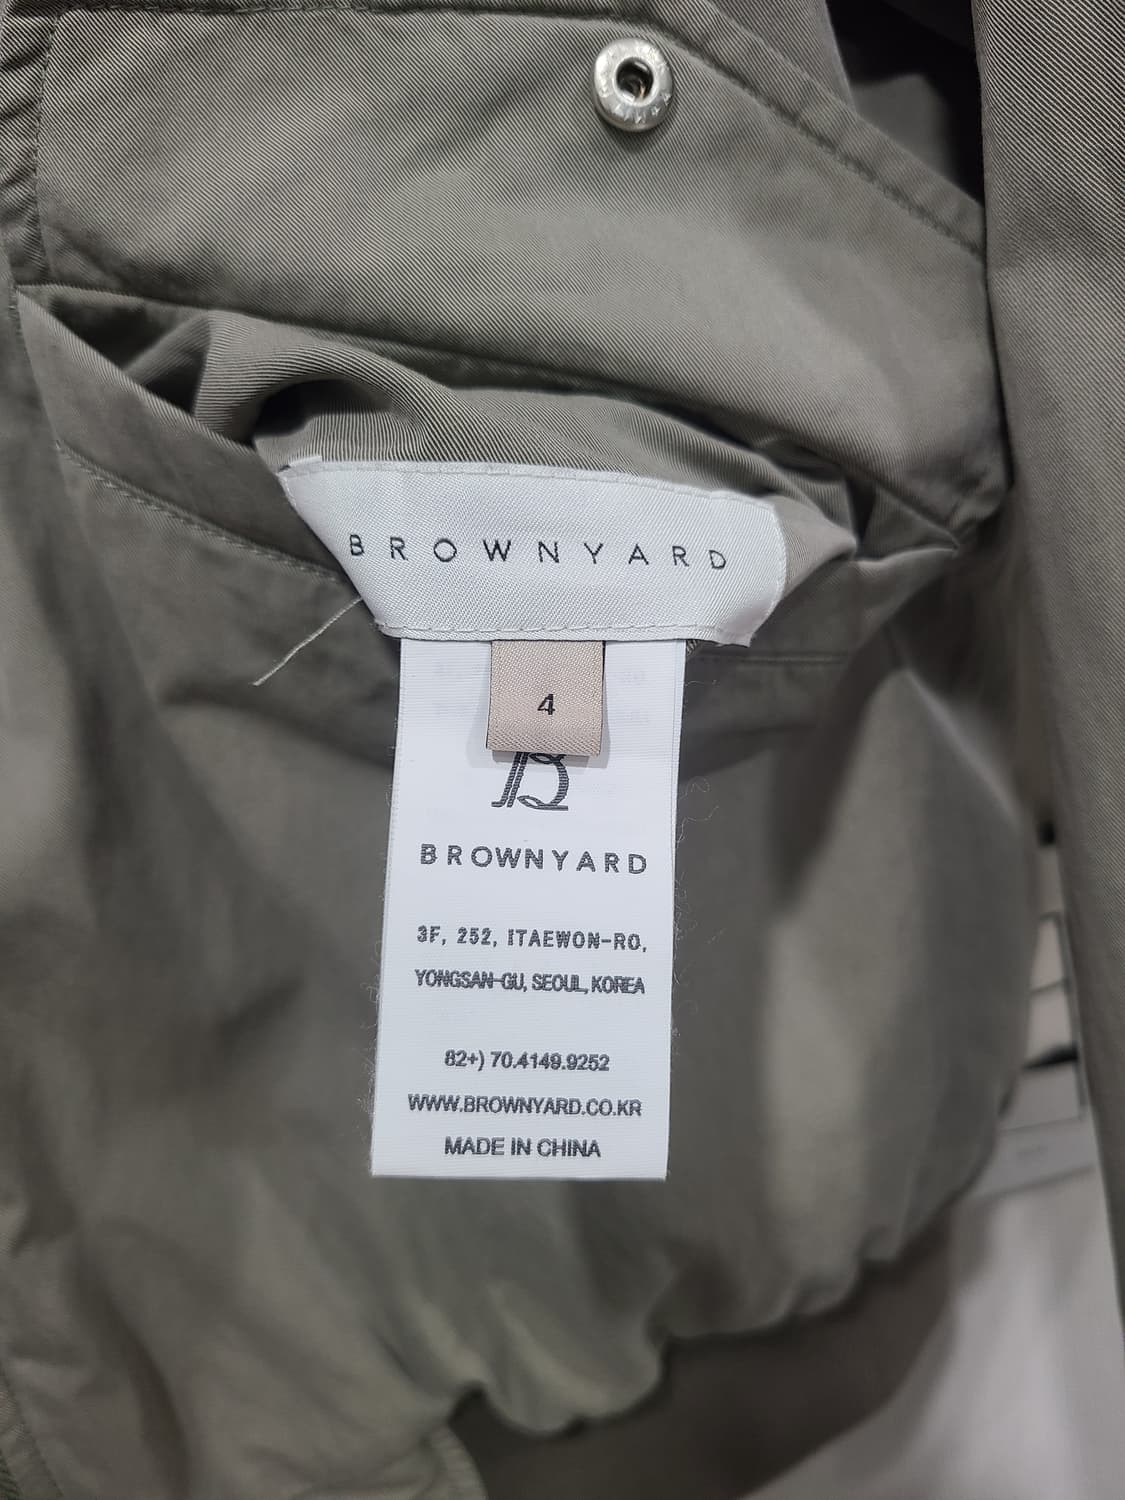 BROWNYARD
4
B
BROWNYARD
3F, 252, ITAEWON-RO,
YONGSAN-GU, SEOUL, KOREA
82+) 70.4149.9252
WWW.BROWNYARD.CO.KR
MADE IN CHINA